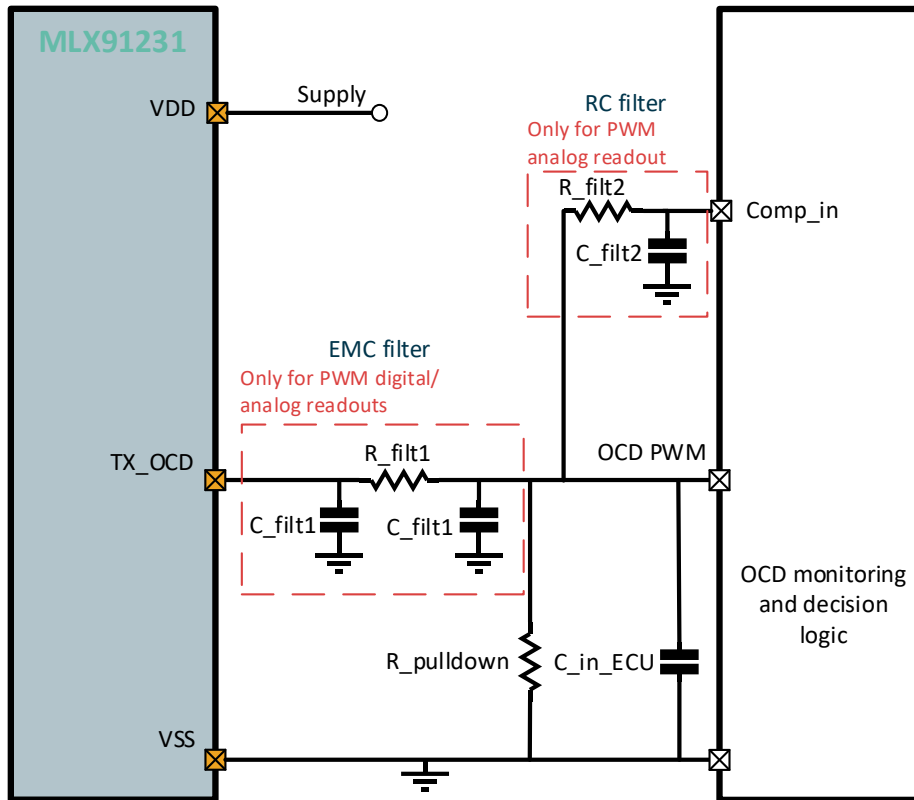 MLX91231
VDD
Supply
RC filter
Only for PWM
analog readout
R_filt2
Comp_in
C_filt2
EMC filter
Only for PWM digital/
analog readouts
TX_OCD
R_filt1
OCD PWM
C_filt1
C_filt1
OCD monitoring
and decision
logic
R_pulldown
C_in_ECU
VSS